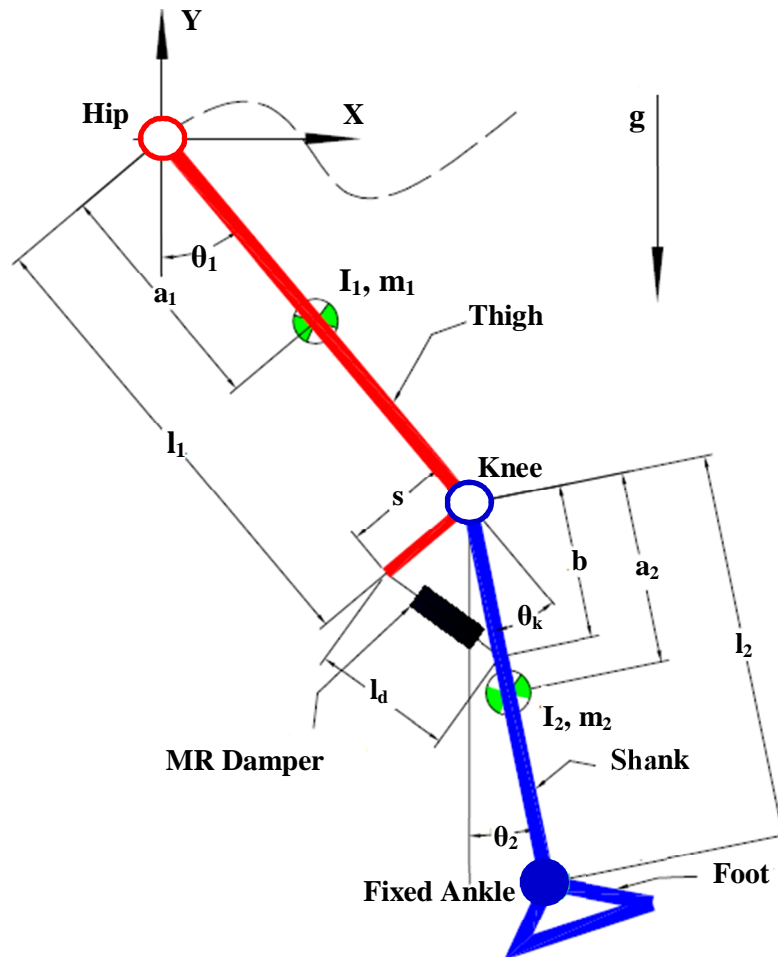 Y
Hip
X
g
θ₁
a₁
I₁, m₁
Thigh
l₁
Knee
s
b
a₂
θₖ
l₂
l_d
I₂, m₂
MR Damper
Shank
θ₂
Fixed Ankle
Foot